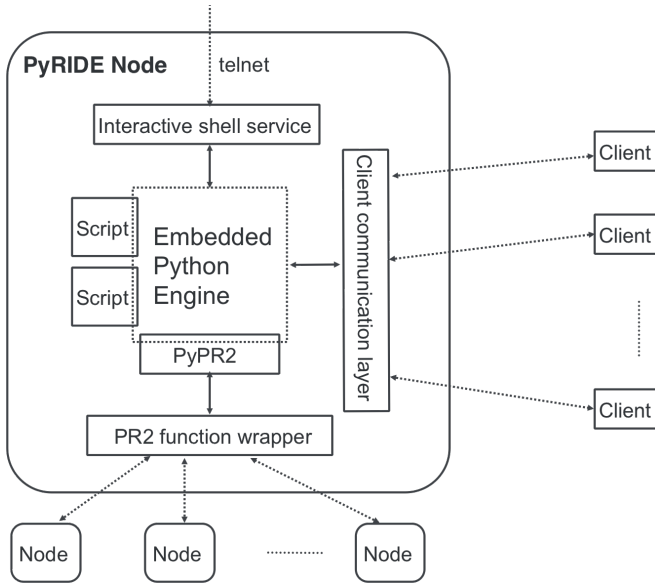 PyRIDE Node
telnet
Interactive shell service
Script
Script
Embedded
Python
Engine
PyPR2
PR2 function wrapper
Client communication layer
Client
Client
Client
Node
Node
Node